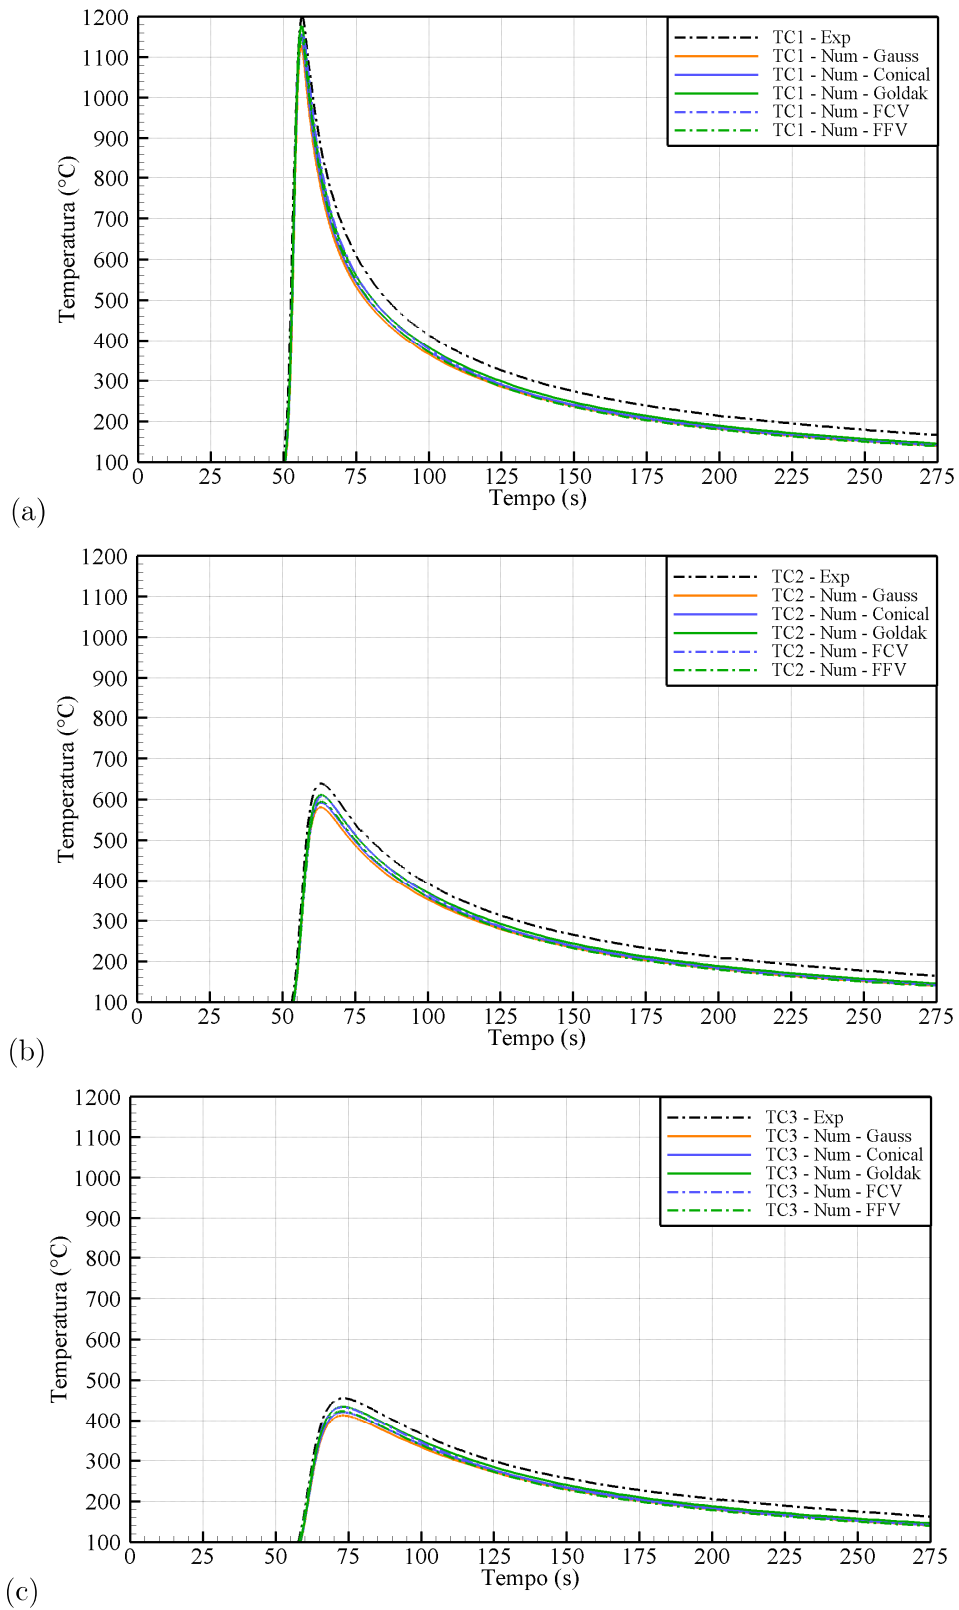 1200
1100
1000
900
800
700
600
500
400
300
200
100
Temperatura (°C)
TC1 - Exp
TC1 - Num - Gauss
TC1 - Num - Conical
TC1 - Num - Goldak
TC1 - Num - FCV
TC1 - Num - FFV
0 25 50 75 100 125 150 175 200 225 250 275
Tempo (s)
(a)
1200
1100
1000
900
800
700
600
500
400
300
200
100
Temperatura (°C)
TC2 - Exp
TC2 - Num - Gauss
TC2 - Num - Conical
TC2 - Num - Goldak
TC2 - Num - FCV
TC2 - Num - FFV
0 25 50 75 100 125 150 175 200 225 250 275
Tempo (s)
(b)
1200
1100
1000
900
800
700
600
500
400
300
200
100
Temperatura (°C)
TC3 - Exp
TC3 - Num - Gauss
TC3 - Num - Conical
TC3 - Num - Goldak
TC3 - Num - FCV
TC3 - Num - FFV
0 25 50 75 100 125 150 175 200 225 250 275
Tempo (s)
(c)